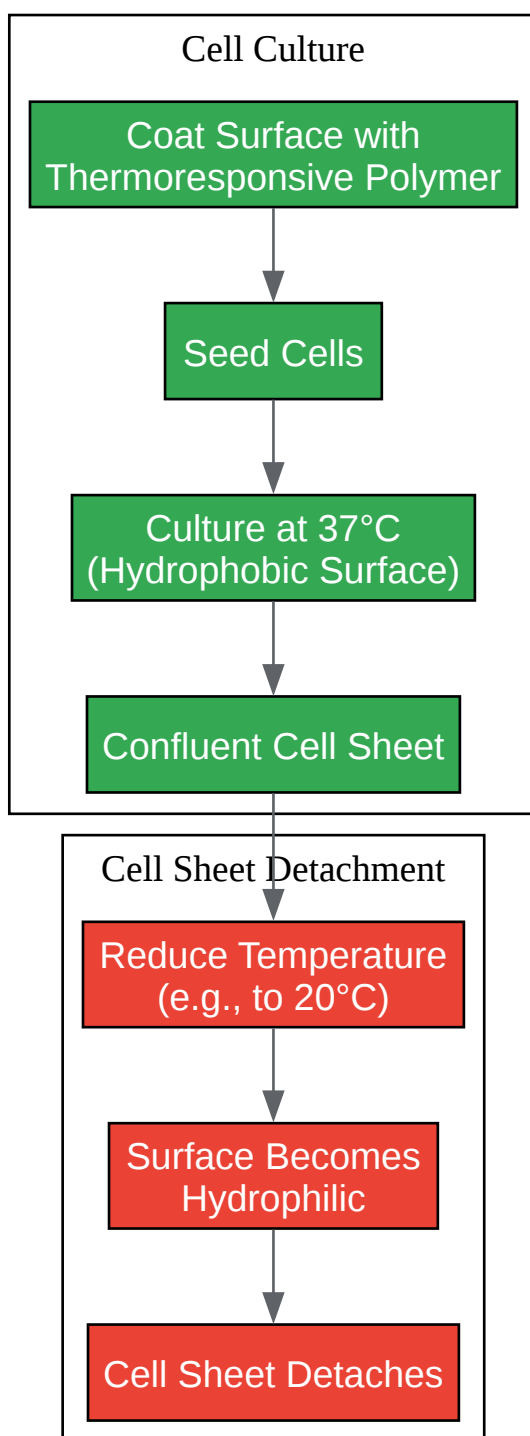 Cell Culture
Coat Surface with
Thermoresponsive Polymer
Seed Cells
Culture at 37°C
(Hydrophobic Surface)
Confluent Cell Sheet
Cell Sheet Detachment
Reduce Temperature
(e.g., to 20°C)
Surface Becomes
Hydrophilic
Cell Sheet Detaches